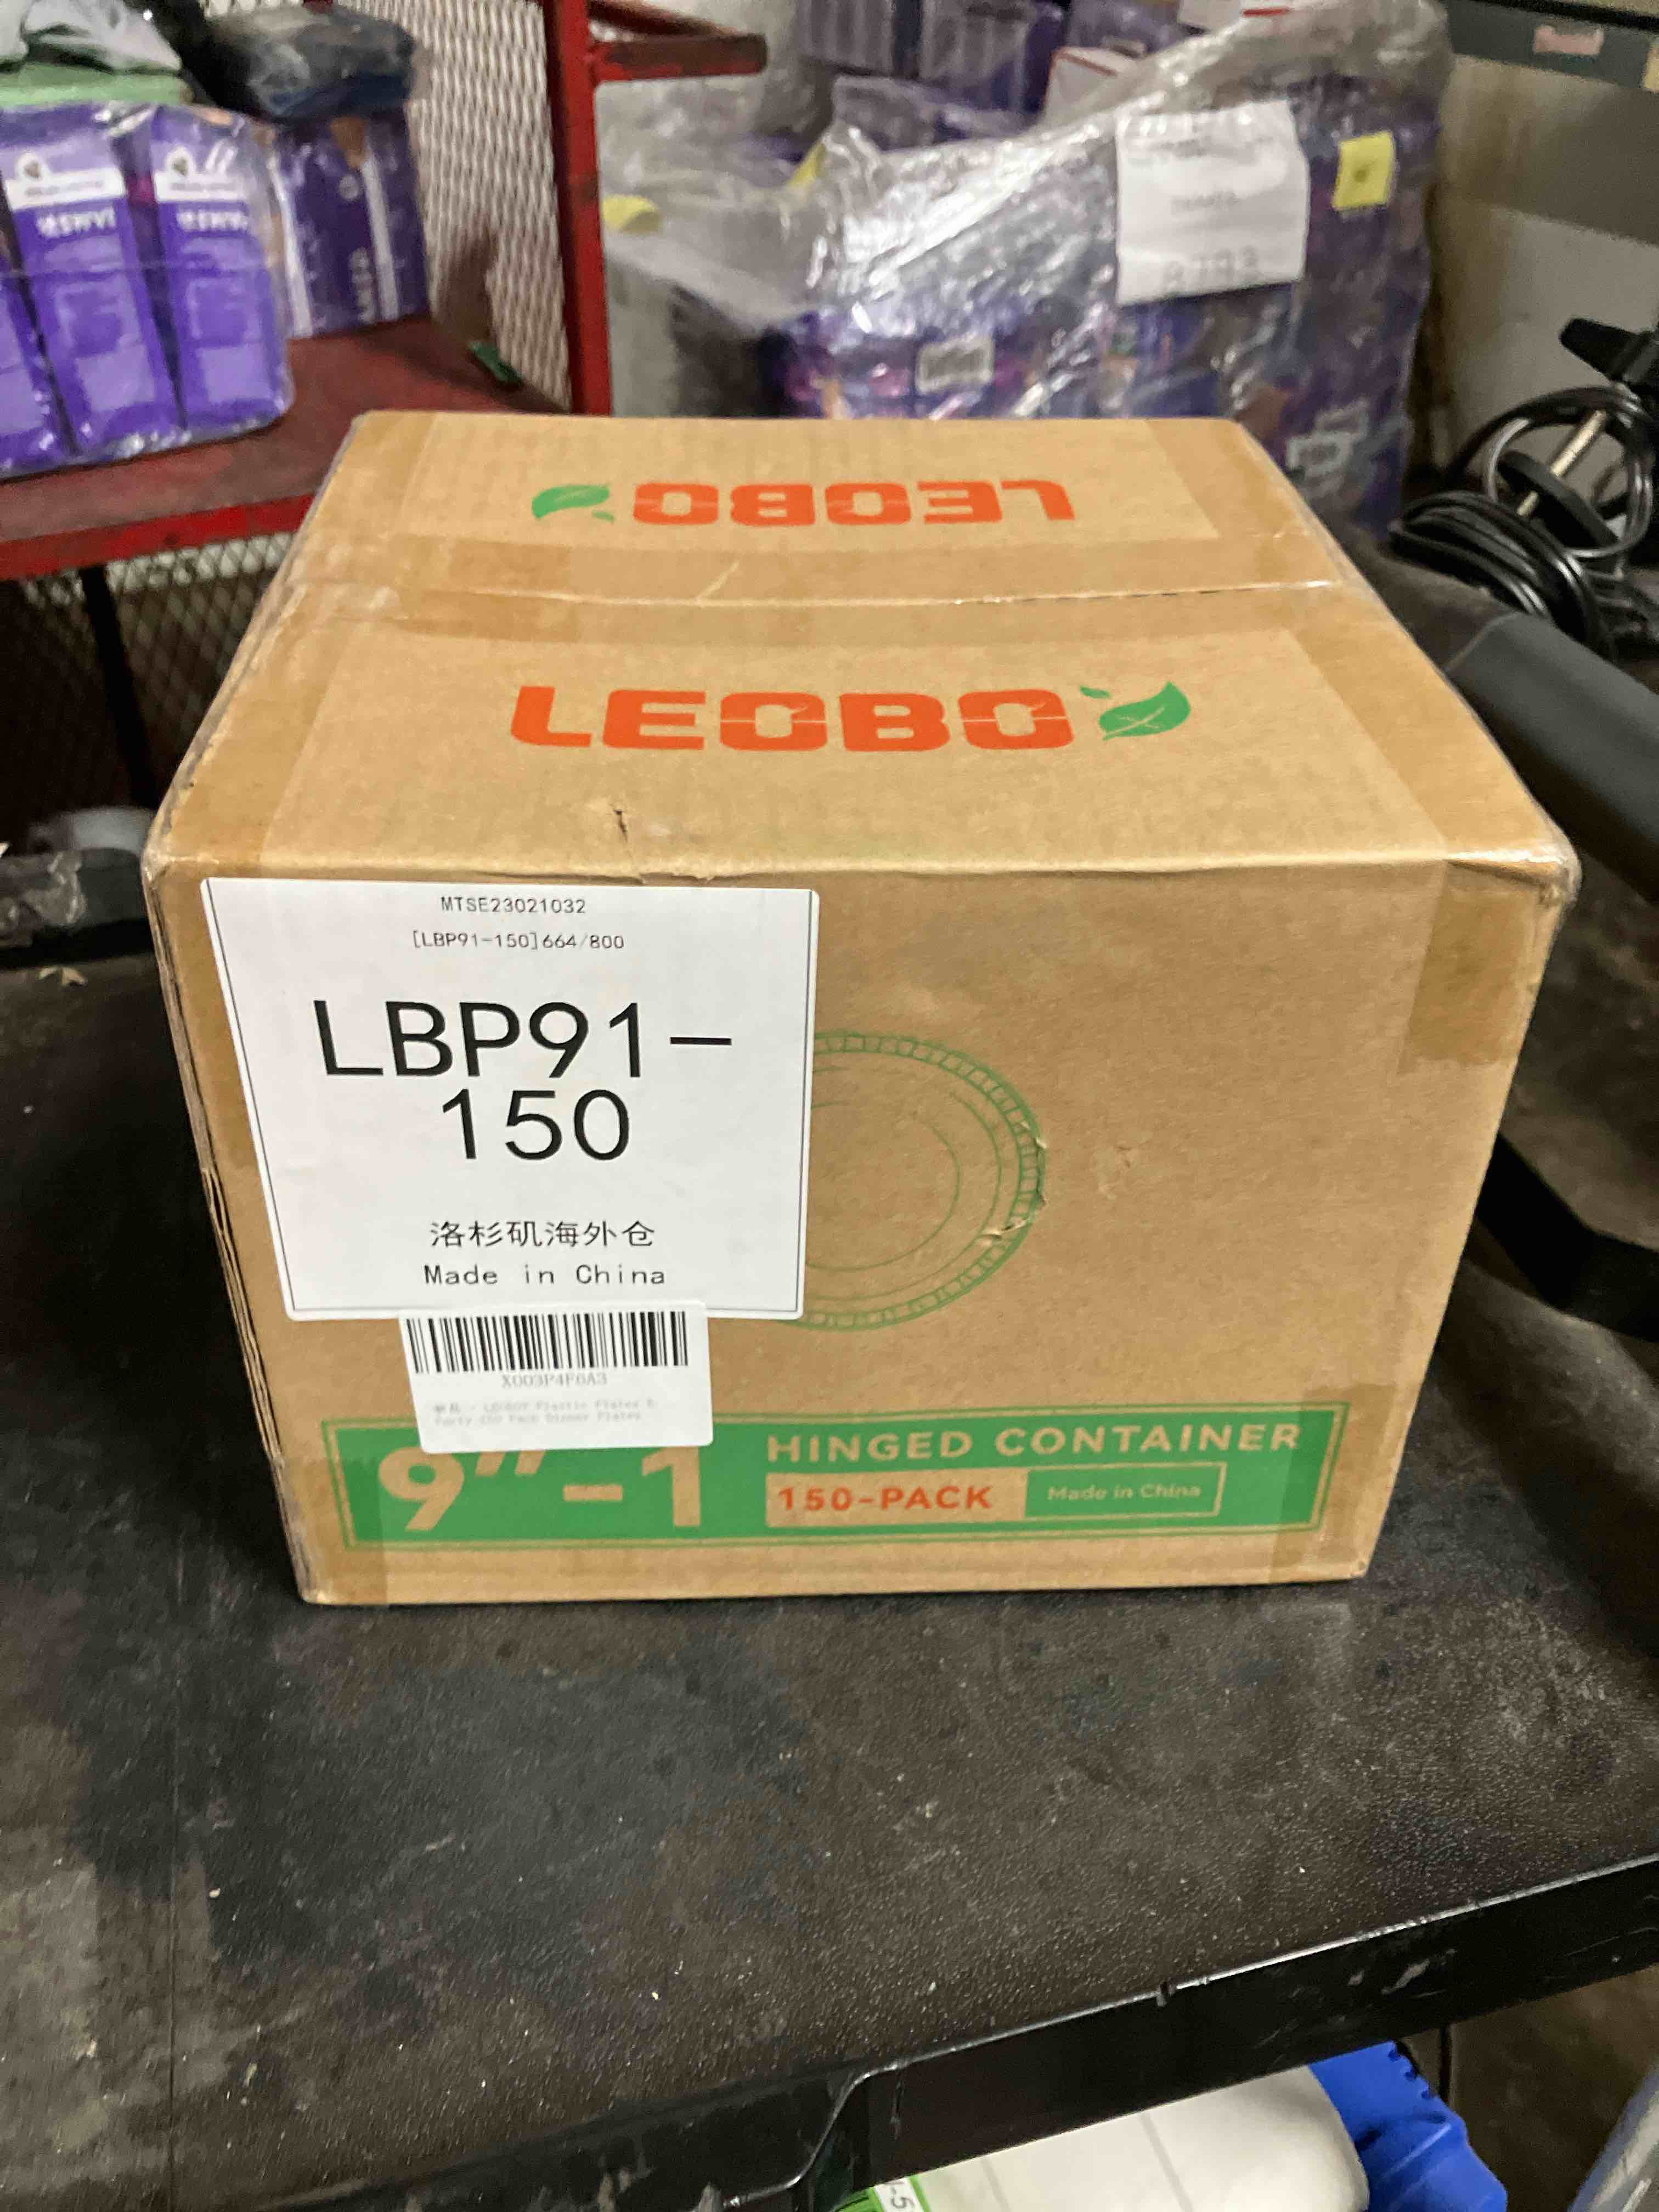 LEOBO
LEOBO
MTSE23021032
[LBP91-150]664/800
LBP91-
150
洛杉矶海外仓
Made in China
X003P4F0A3
9"-1
HINGED CONTAINER
150-PACK
Made in China